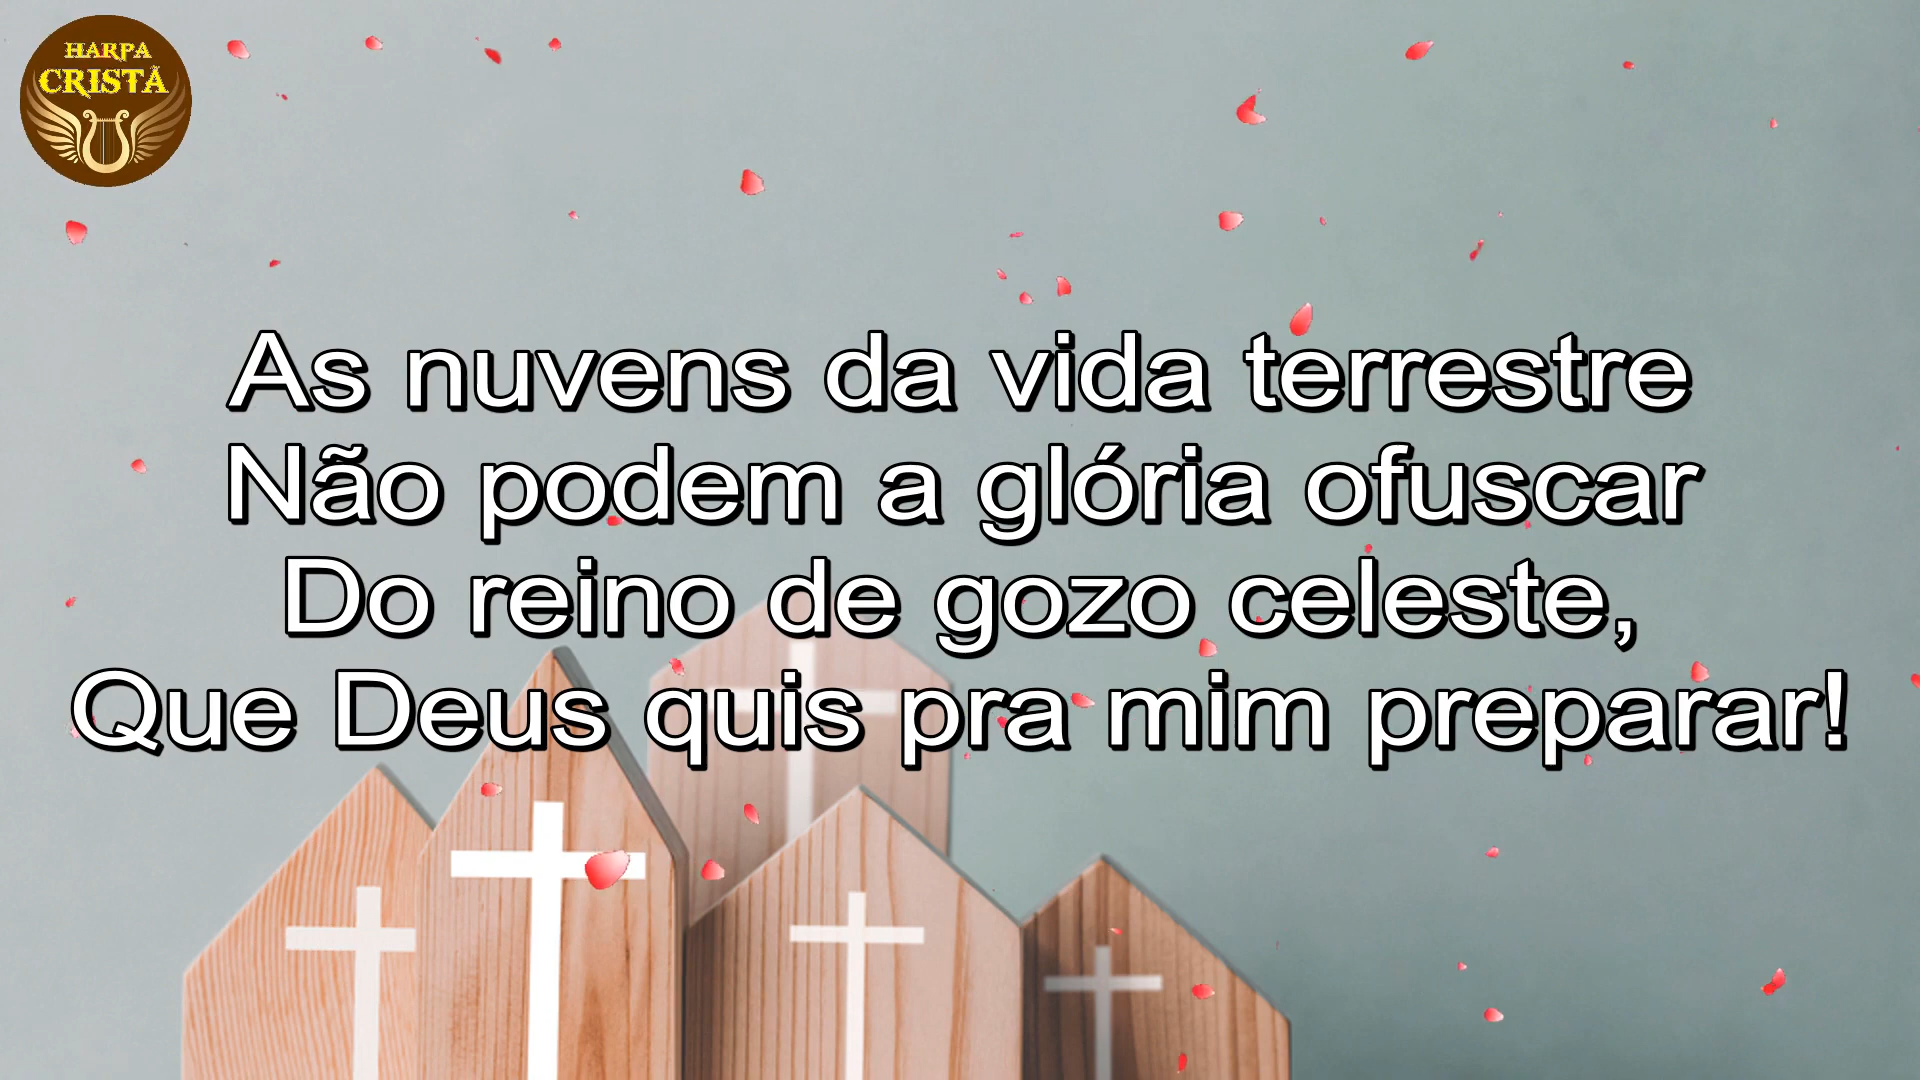 HARPA
CRISTÃ
As nuvens da vida terrestre
Não podem a glória ofuscar
Do reino de gozo celeste,
Que Deus quis pra mim preparar!